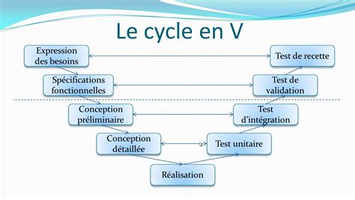 Le cycle en V
Expression
des besoins
Test de recette
Spécifications
fonctionnelles
Test de
validation
Conception
préliminaire
Test
d'intégration
Conception
détaillée
Test unitaire
Réalisation